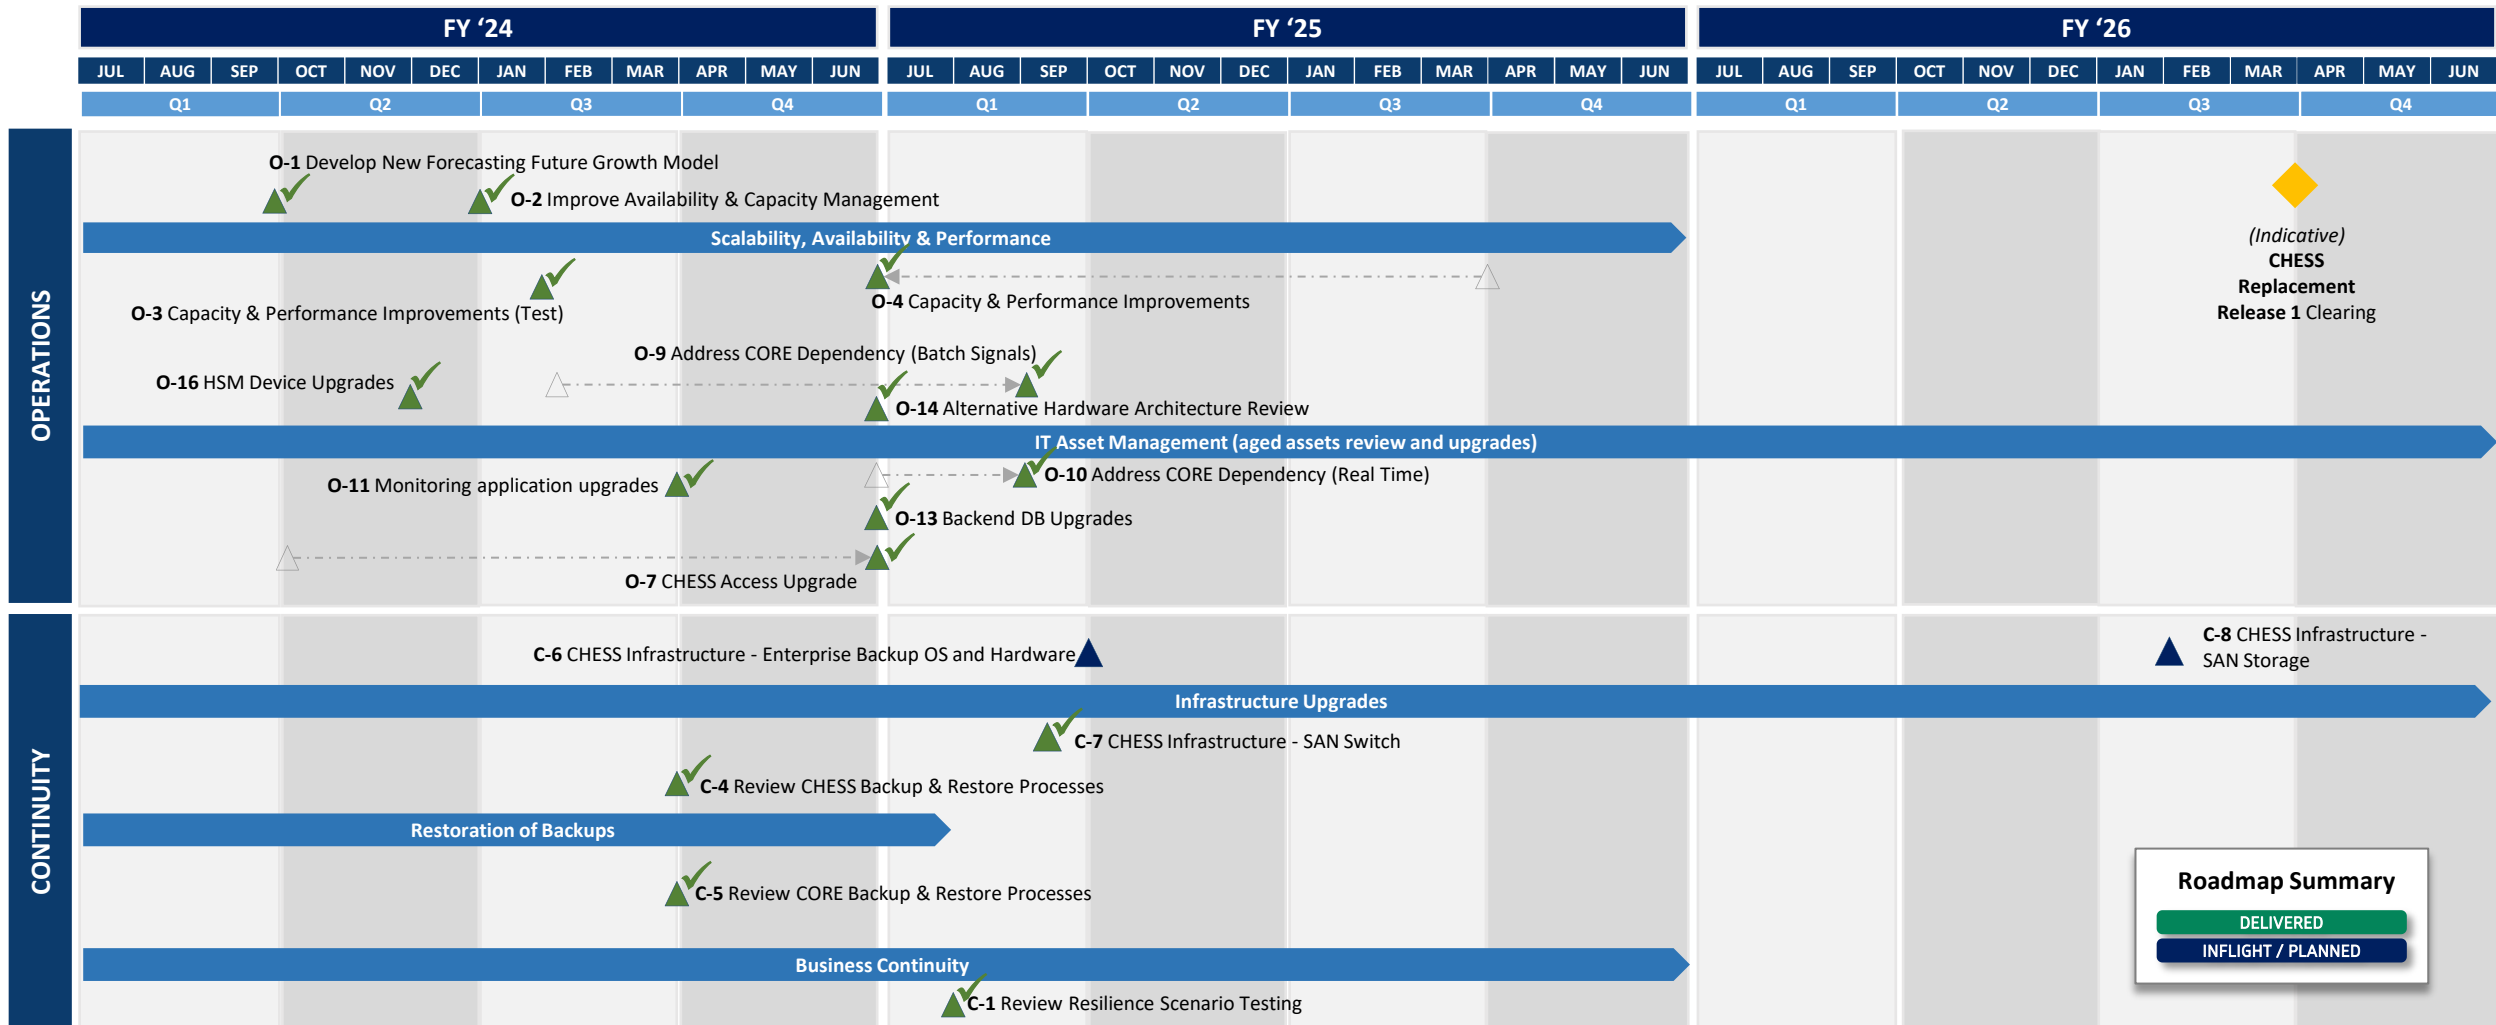 FY ‘24
FY ‘25
FY ‘26
JUL AUG SEP OCT NOV DEC JAN FEB MAR APR MAY JUN JUL AUG SEP OCT NOV DEC JAN FEB MAR APR MAY JUN JUL AUG SEP OCT NOV DEC JAN FEB MAR APR MAY JUN
Q1 Q2 Q3 Q4 Q1 Q2 Q3 Q4 Q1 Q2 Q3 Q4
OPERATIONS
O-1 Develop New Forecasting Future Growth Model
O-2 Improve Availability & Capacity Management
Scalability, Availability & Performance
(Indicative)
CHESS
Replacement
Release 1 Clearing
O-4 Capacity & Performance Improvements
O-3 Capacity & Performance Improvements (Test)
O-9 Address CORE Dependency (Batch Signals)
O-16 HSM Device Upgrades
O-14 Alternative Hardware Architecture Review
IT Asset Management (aged assets review and upgrades)
O-10 Address CORE Dependency (Real Time)
O-11 Monitoring application upgrades
O-13 Backend DB Upgrades
O-7 CHESS Access Upgrade
CONTINUITY
C-6 CHESS Infrastructure - Enterprise Backup OS and Hardware
C-8 CHESS Infrastructure -
SAN Storage
Infrastructure Upgrades
C-7 CHESS Infrastructure - SAN Switch
C-4 Review CHESS Backup & Restore Processes
Restoration of Backups
C-5 Review CORE Backup & Restore Processes
Business Continuity
C-1 Review Resilience Scenario Testing
Roadmap Summary
DELIVERED
INFLIGHT / PLANNED